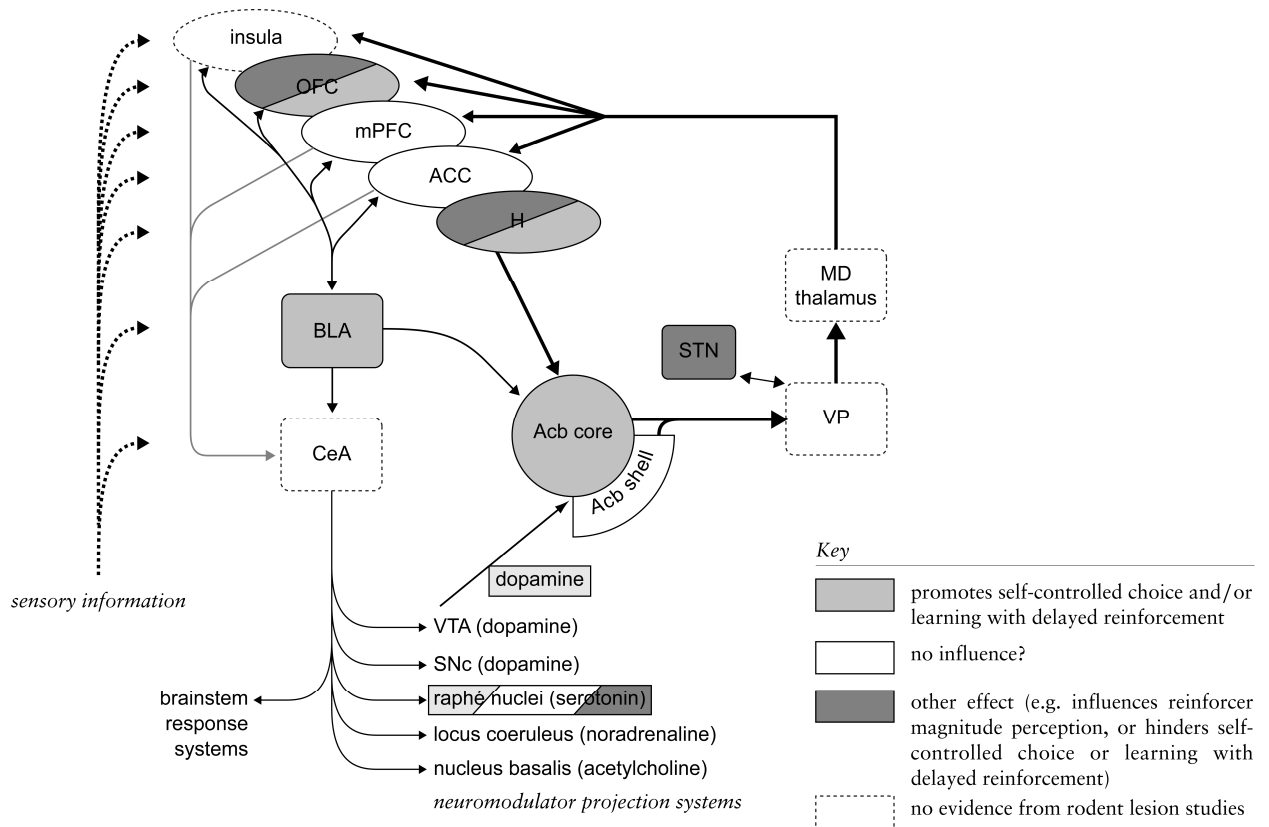 insula
OFC
mPFC
ACC
H
MD
thalamus
BLA
STN
VP
Acb core
CeA
Acb shell
Key
dopamine
promotes self-controlled choice and/or
learning with delayed reinforcement
sensory information
VTA (dopamine)
no influence?
SNc (dopamine)
raphé nuclei (serotonin)
brainstem
response
systems
other effect (e.g. influences reinforcer
magnitude perception, or hinders self-
controlled choice or learning with
delayed reinforcement)
locus coeruleus (noradrenaline)
nucleus basalis (acetylcholine)
neuromodulator projection systems
no evidence from rodent lesion studies